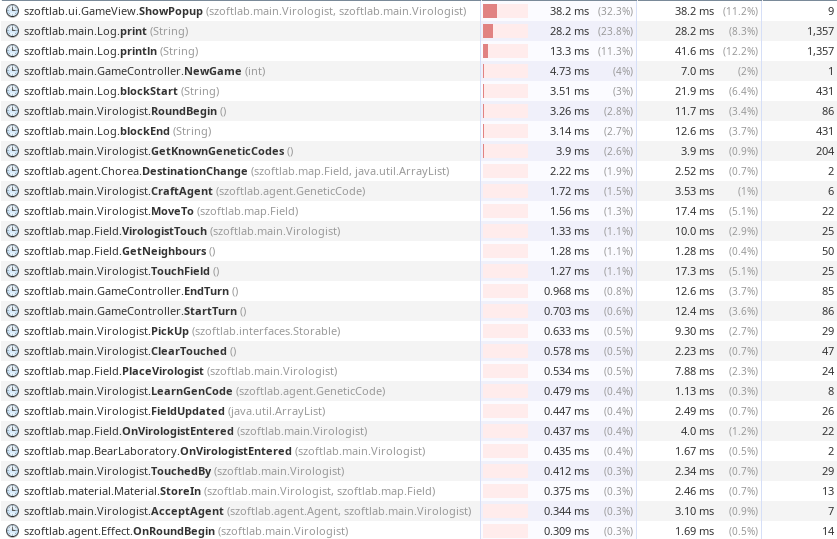 szoftlab.ui.GameView.ShowPopup (szoftlab.main.Virologist, szoftlab.main.Virologist) 38.2 ms (32.3%) 38.2 ms (11.2%) 9
szoftlab.main.Log.print (String) 28.2 ms (23.8%) 28.2 ms (8.3%) 1,357
szoftlab.main.Log.println (String) 13.3 ms (11.3%) 41.6 ms (12.2%) 1,357
szoftlab.main.GameController.NewGame (int) 4.73 ms (4%) 7.0 ms (2%) 1
szoftlab.main.Log.blockStart (String) 3.51 ms (3%) 21.9 ms (6.4%) 431
szoftlab.main.Virologist.RoundBegin () 3.26 ms (2.8%) 11.7 ms (3.4%) 86
szoftlab.main.Log.blockEnd (String) 3.14 ms (2.7%) 12.6 ms (3.7%) 431
szoftlab.main.Virologist.GetKnownGeneticCodes () 3.9 ms (2.6%) 3.9 ms (0.9%) 204
szoftlab.agent.Chorea.DestinationChange (szoftlab.map.Field, java.util.ArrayList) 2.22 ms (1.9%) 2.52 ms (0.7%) 2
szoftlab.main.Virologist.CraftAgent (szoftlab.agent.GeneticCode) 1.72 ms (1.5%) 3.53 ms (1%) 6
szoftlab.main.Virologist.MoveTo (szoftlab.map.Field) 1.56 ms (1.3%) 17.4 ms (5.1%) 22
szoftlab.map.Field.VirologistTouch (szoftlab.main.Virologist) 1.33 ms (1.1%) 10.0 ms (2.9%) 25
szoftlab.map.Field.GetNeighbours () 1.28 ms (1.1%) 1.28 ms (0.4%) 50
szoftlab.main.Virologist.TouchField () 1.27 ms (1.1%) 17.3 ms (5.1%) 25
szoftlab.main.GameController.EndTurn () 0.968 ms (0.8%) 12.6 ms (3.7%) 85
szoftlab.main.GameController.StartTurn () 0.703 ms (0.6%) 12.4 ms (3.6%) 86
szoftlab.main.Virologist.PickUp (szoftlab.interfaces.Storable) 0.633 ms (0.5%) 9.30 ms (2.7%) 29
szoftlab.main.Virologist.ClearTouched () 0.578 ms (0.5%) 2.23 ms (0.7%) 47
szoftlab.map.Field.PlaceVirologist (szoftlab.main.Virologist) 0.534 ms (0.5%) 7.88 ms (2.3%) 24
szoftlab.main.Virologist.LearnGenCode (szoftlab.agent.GeneticCode) 0.479 ms (0.4%) 1.13 ms (0.3%) 8
szoftlab.main.Virologist.FieldUpdated (java.util.ArrayList) 0.447 ms (0.4%) 2.49 ms (0.7%) 26
szoftlab.map.Field.OnVirologistEntered (szoftlab.main.Virologist) 0.437 ms (0.4%) 4.0 ms (1.2%) 22
szoftlab.map.BearLaboratory.OnVirologistEntered (szoftlab.main.Virologist) 0.435 ms (0.4%) 1.67 ms (0.5%) 2
szoftlab.main.Virologist.TouchedBy (szoftlab.main.Virologist) 0.412 ms (0.3%) 2.34 ms (0.7%) 29
szoftlab.material.Material.StoreIn (szoftlab.main.Virologist, szoftlab.map.Field) 0.375 ms (0.3%) 2.46 ms (0.7%) 13
szoftlab.main.Virologist.AcceptAgent (szoftlab.agent.Agent, szoftlab.main.Virologist) 0.344 ms (0.3%) 3.10 ms (0.9%) 7
szoftlab.agent.Effect.OnRoundBegin (szoftlab.main.Virologist) 0.309 ms (0.3%) 1.69 ms (0.5%) 14